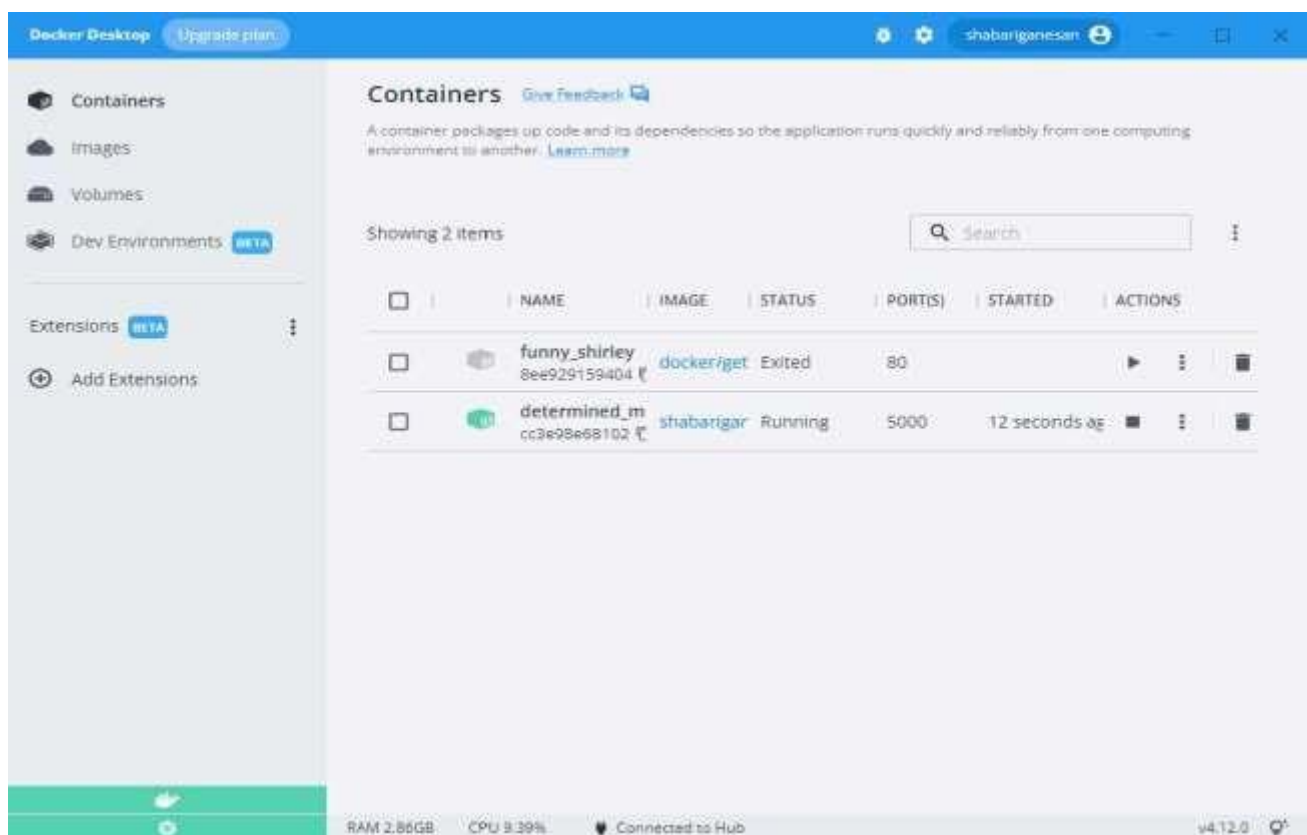 Docker Desktop Upgrade plan shabariganesan
Containers
Images
Volumes
Dev Environments BETA
Extensions BETA
Add Extensions
Containers Give Feedback
A container packages up code and its dependencies so the application runs quickly and reliably from one computing
environment to another. Learn more
Showing 2 items Search
NAME IMAGE STATUS PORT(S) STARTED ACTIONS
funny_shirley docker/get Exited 80
8ee929159404
determined_m shabarigar Running 5000 12 seconds ag
cc3e98e68102
RAM 2.86GB CPU 9.39% Connected to Hub v4.12.0